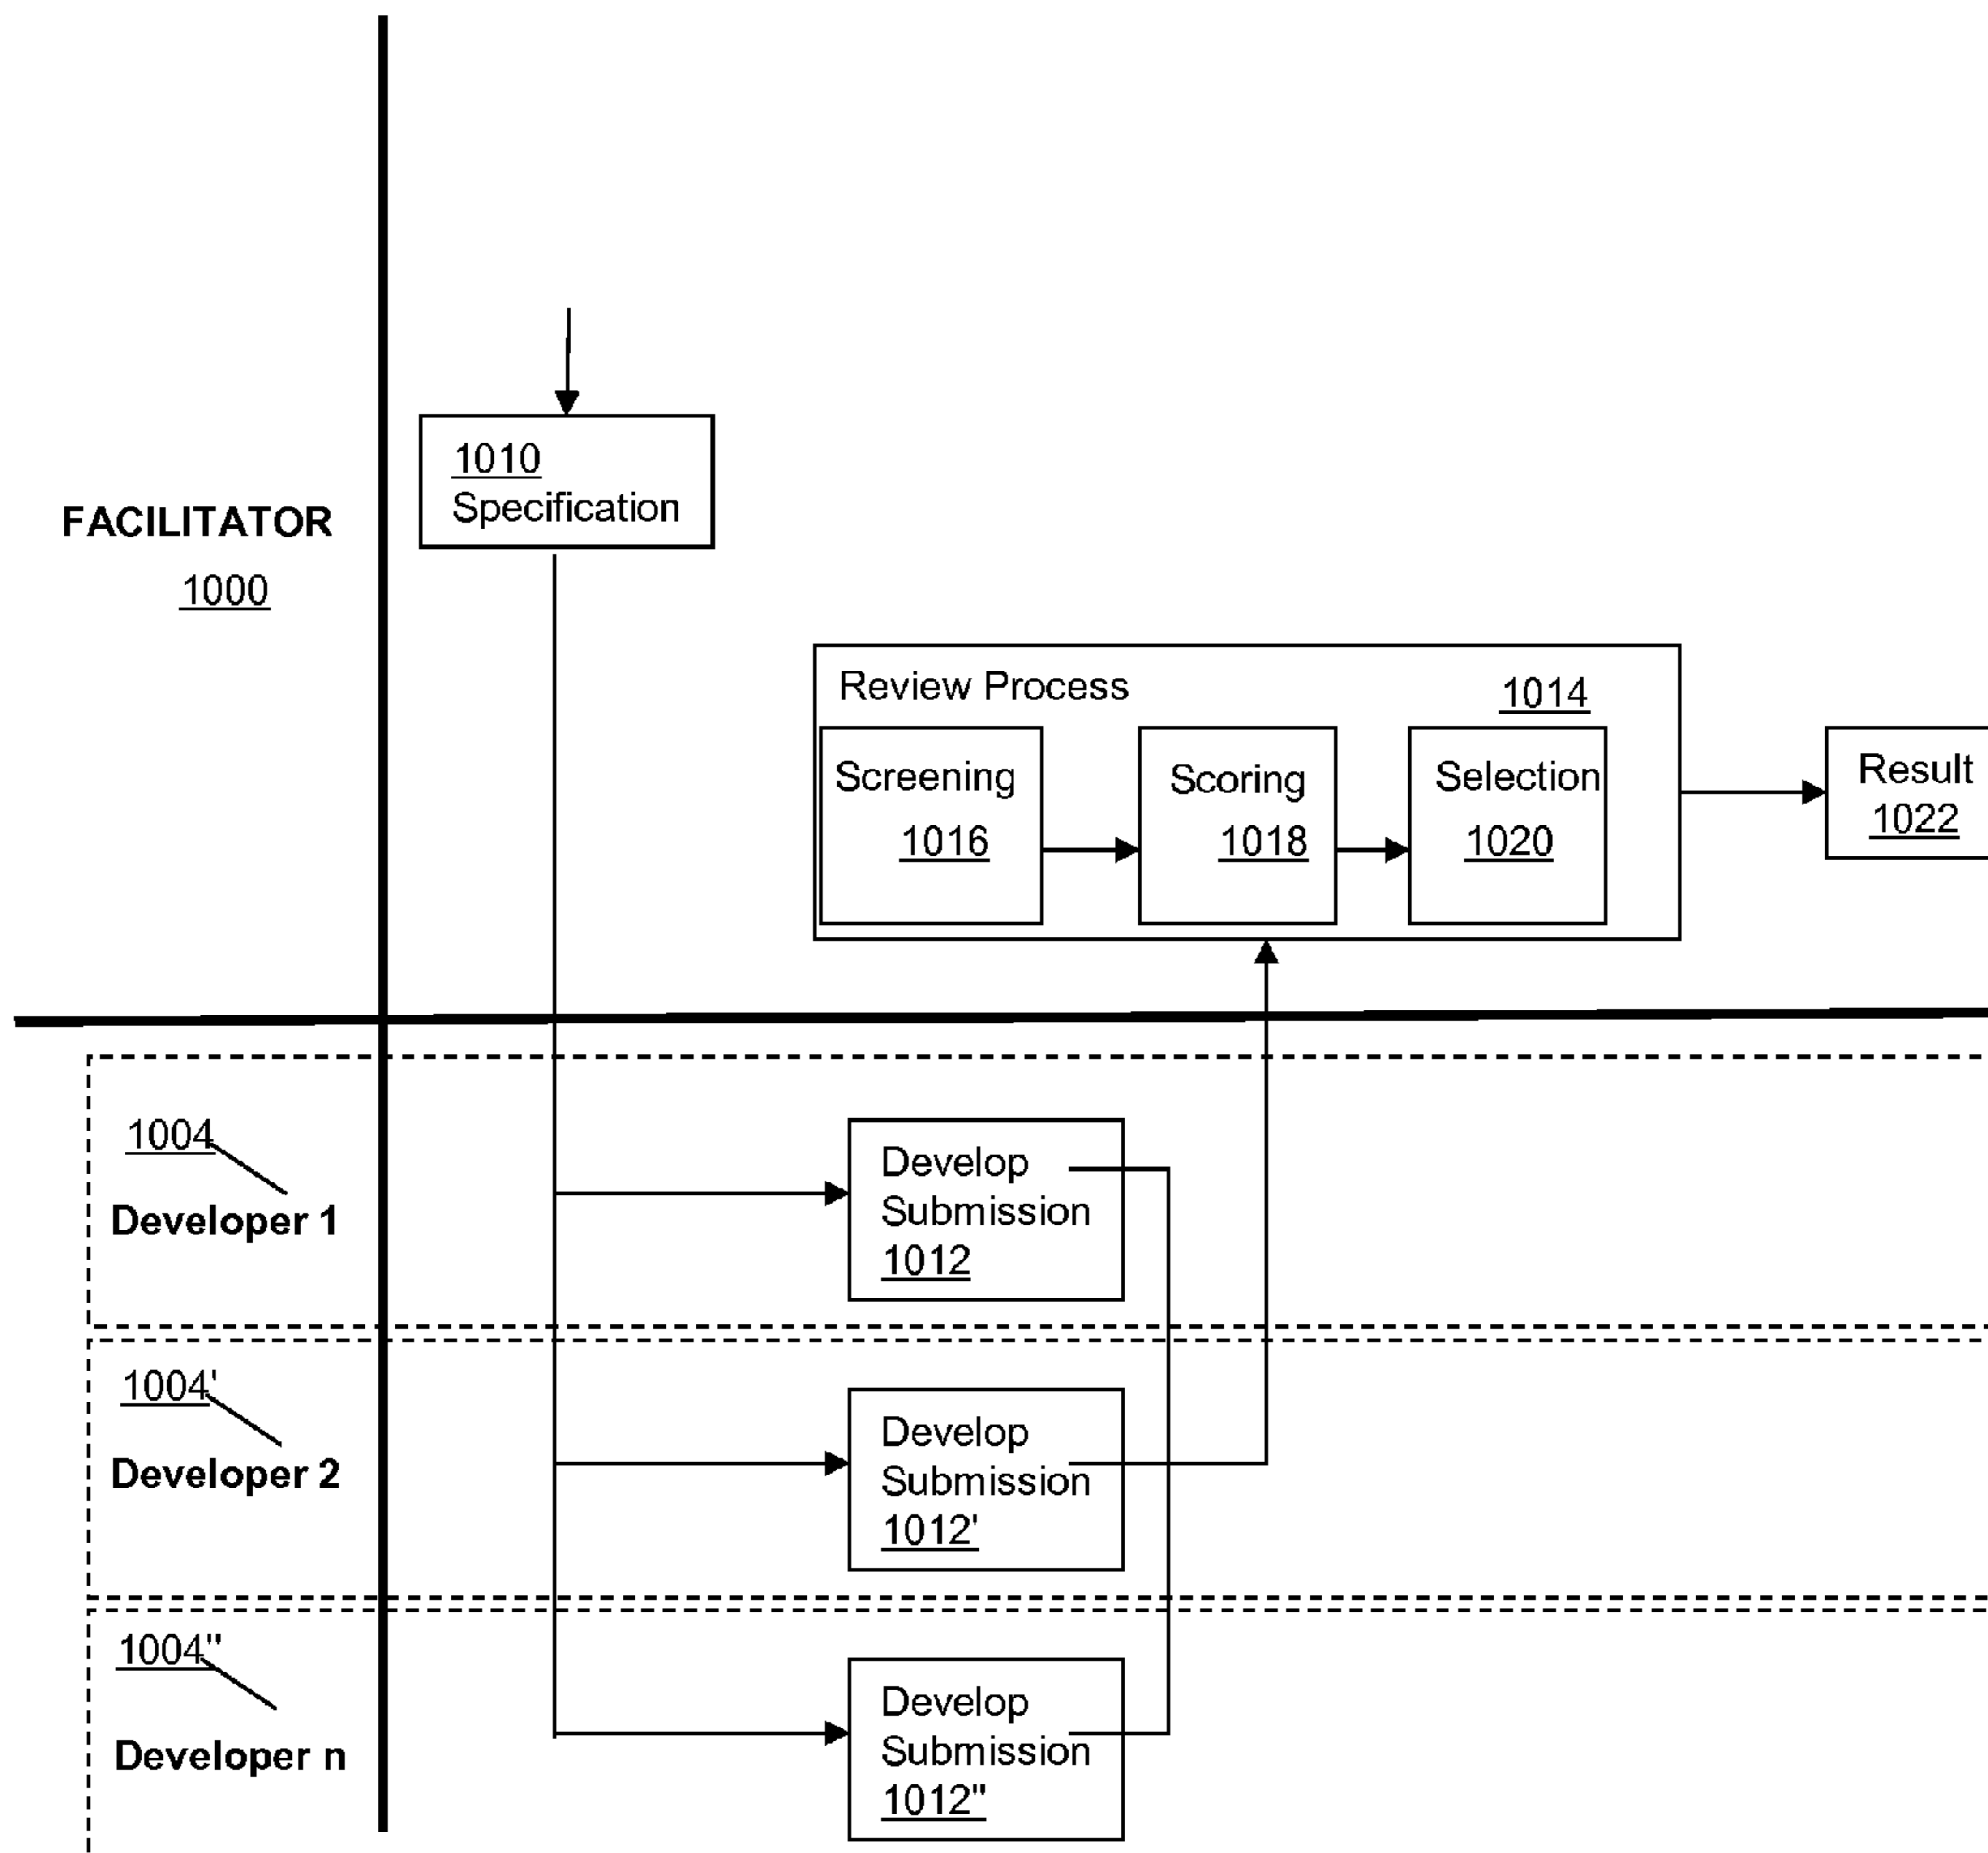 1010
Specification
FACILITATOR
1000
Review Process
1014
Screening
1016
Scoring
1018
Selection
1020
Result
1022
1004
Developer 1
Develop
Submission
1012
1004'
Developer 2
Develop
Submission
1012'
1004"
Developer n
Develop
Submission
1012"